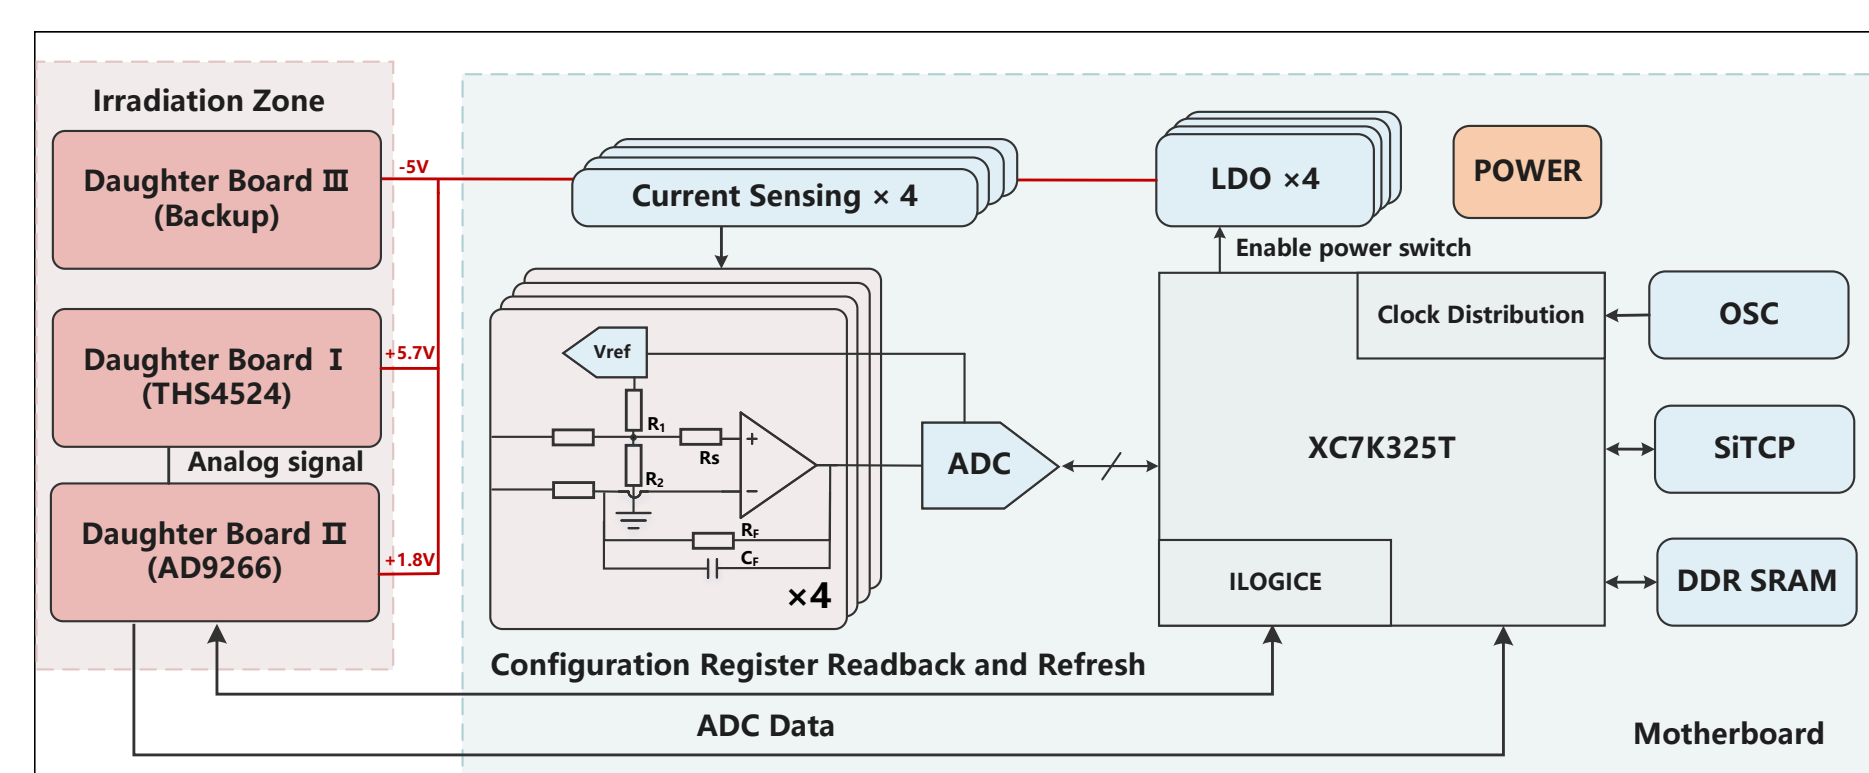 Irradiation Zone
Daughter Board Ⅲ
(Backup)
-5V
Current Sensing × 4
LDO ×4
POWER
Enable power switch
Daughter Board Ⅰ
(THS4524)
+5.7V
Analog signal
Daughter Board Ⅱ
(AD9266)
+1.8V
Vref
R1
Rs
R2
+
−
RF
CF
×4
ADC
Clock Distribution
XC7K325T
ILOGICE
OSC
SiTCP
DDR SRAM
Configuration Register Readback and Refresh
ADC Data
Motherboard